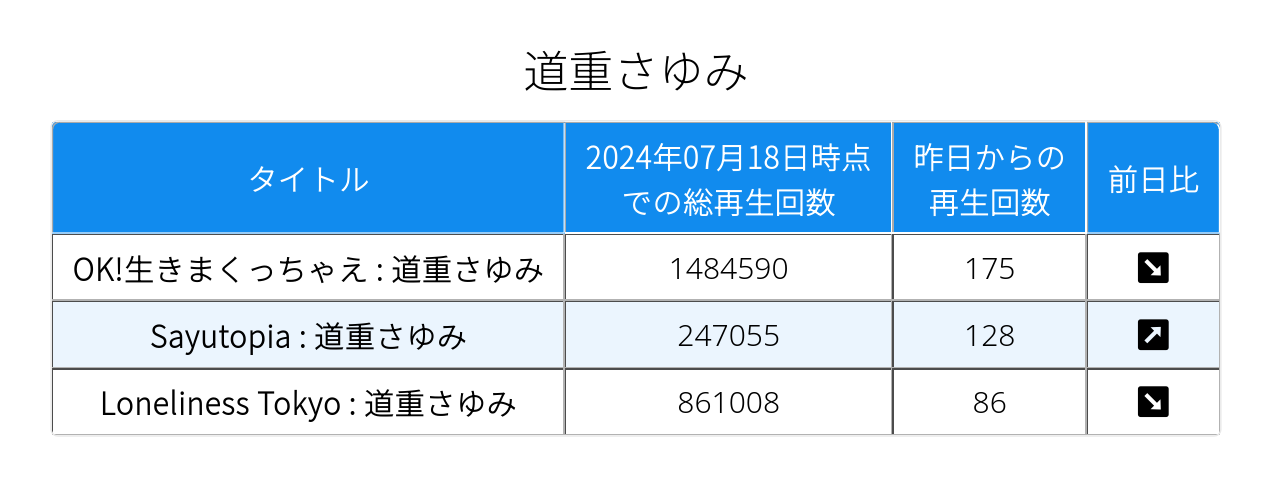 道重さゆみ
タイトル
2024年07月18日時点
での総再生回数
昨日からの
再生回数
前日比
OK!生きまくっちゃえ : 道重さゆみ 1484590 175 ↘
Sayutopia : 道重さゆみ 247055 128 ↗
Loneliness Tokyo : 道重さゆみ 861008 86 ↘